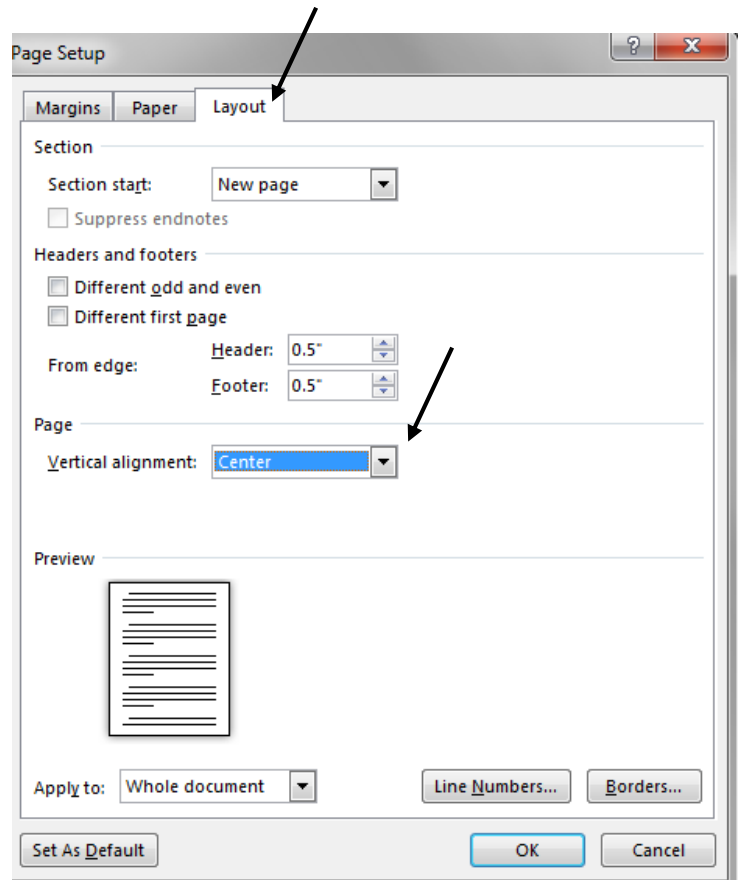 Page Setup
Margins Paper Layout
Section
Section start: New page
Suppress endnotes
Headers and footers
Different odd and even
Different first page
Header: 0.5"
From edge:
Footer: 0.5"
Page
Vertical alignment: Center
Preview
Apply to: Whole document Line Numbers... Borders...
Set As Default OK Cancel